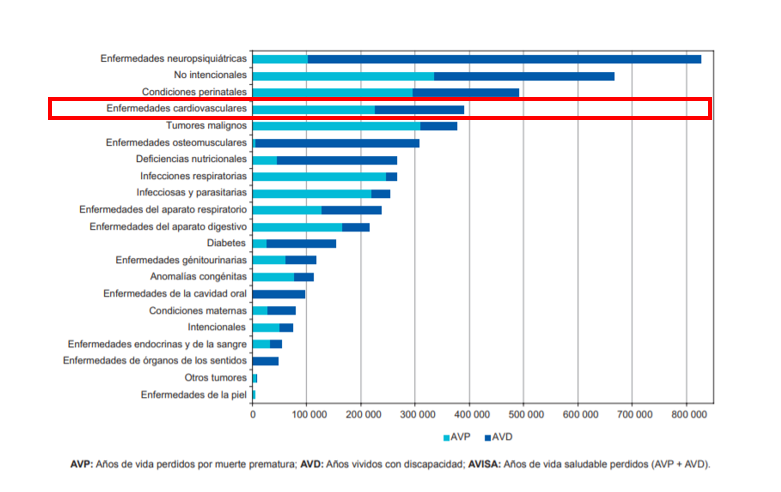 Enfermedades neuropsiquiátricas
No intencionales
Condiciones perinatales
Enfermedades cardiovasculares
Tumores malignos
Enfermedades osteomusculares
Deficiencias nutricionales
Infecciones respiratorias
Infecciosas y parasitarias
Enfermedades del aparato respiratorio
Enfermedades del aparato digestivo
Diabetes
Enfermedades génitourinarias
Anomalías congénitas
Enfermedades de la cavidad oral
Condiciones maternas
Intencionales
Enfermedades endocrinas y de la sangre
Enfermedades de órganos de los sentidos
Otros tumores
Enfermedades de la piel
0 100 000 200 000 300 000 400 000 500 000 600 000 700 000 800 000
AVP AVD
AVP: Años de vida perdidos por muerte prematura; AVD: Años vividos con discapacidad; AVISA: Años de vida saludable perdidos (AVP + AVD).